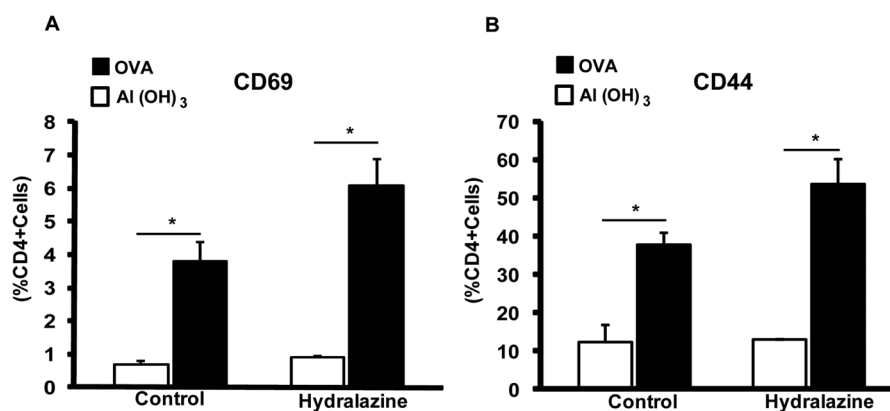 A
OVA
Al (OH) 3
CD69
(%CD4+Cells)
8
7
6
5
4
3
2
1
0
*
*
Control
Hydralazine
B
OVA
Al (OH) 3
CD44
(%CD4+Cells)
70
60
50
40
30
20
10
0
*
*
Control
Hydralazine